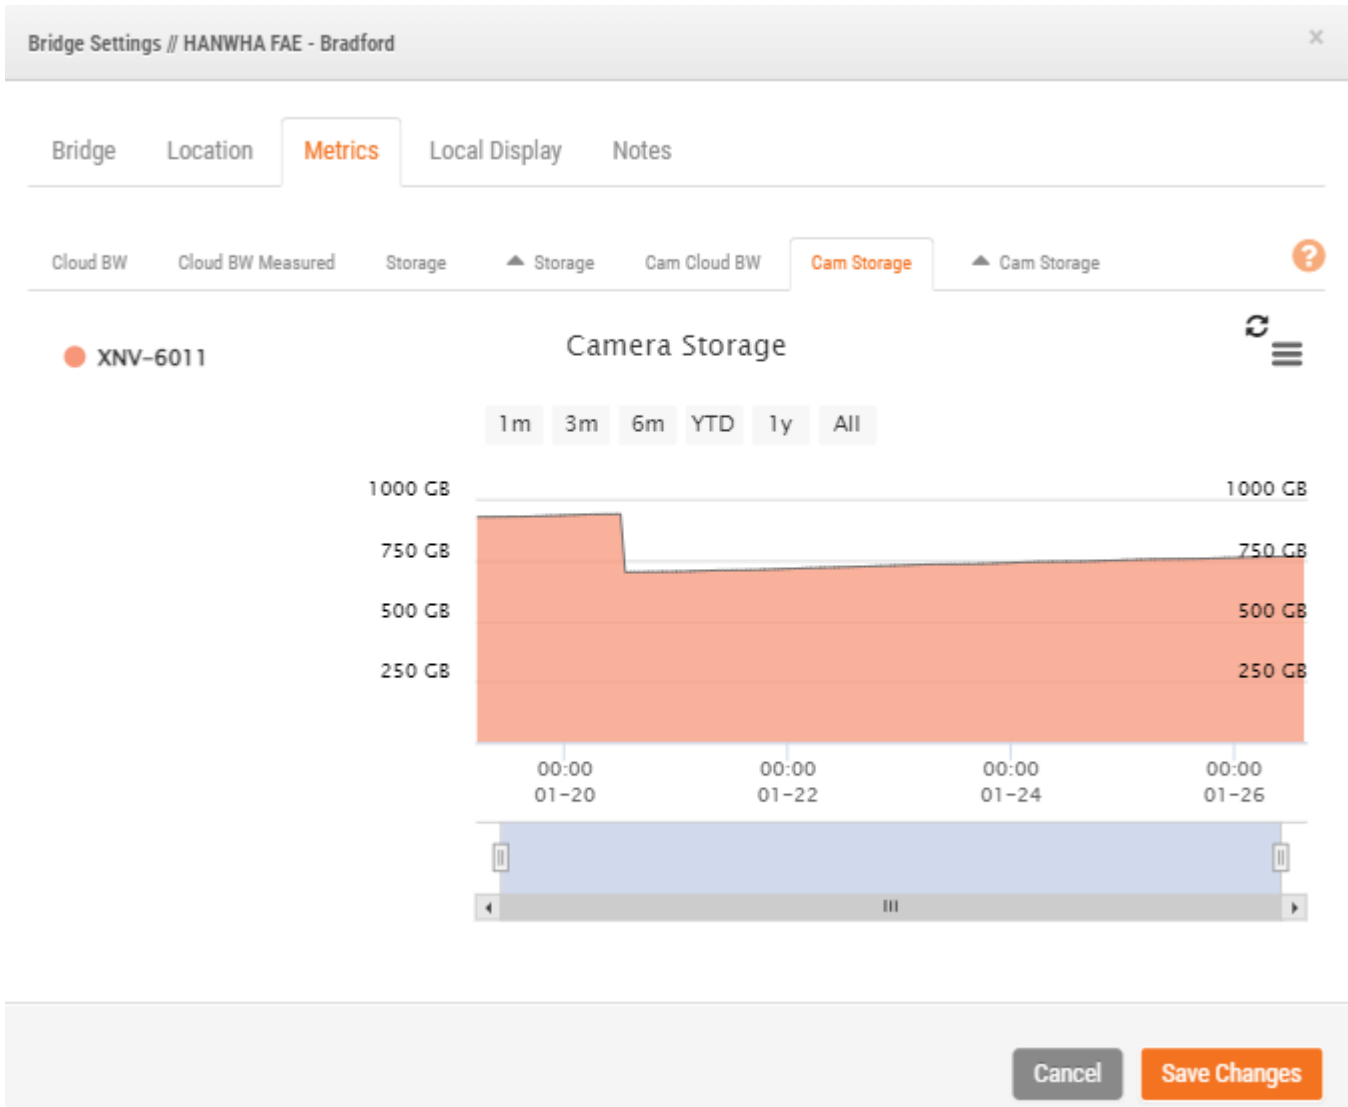 Bridge Settings // HANWHA FAE - Bradford ×
Bridge Location Metrics Local Display Notes
Cloud BW Cloud BW Measured Storage ▲ Storage Cam Cloud BW Cam Storage ▲ Cam Storage ?
XNV-6011
Camera Storage
1m 3m 6m YTD 1y All
1000 GB 1000 GB
750 GB 750 GB
500 GB 500 GB
250 GB 250 GB
00:00 00:00 00:00 00:00
01-20 01-22 01-24 01-26
Cancel Save Changes